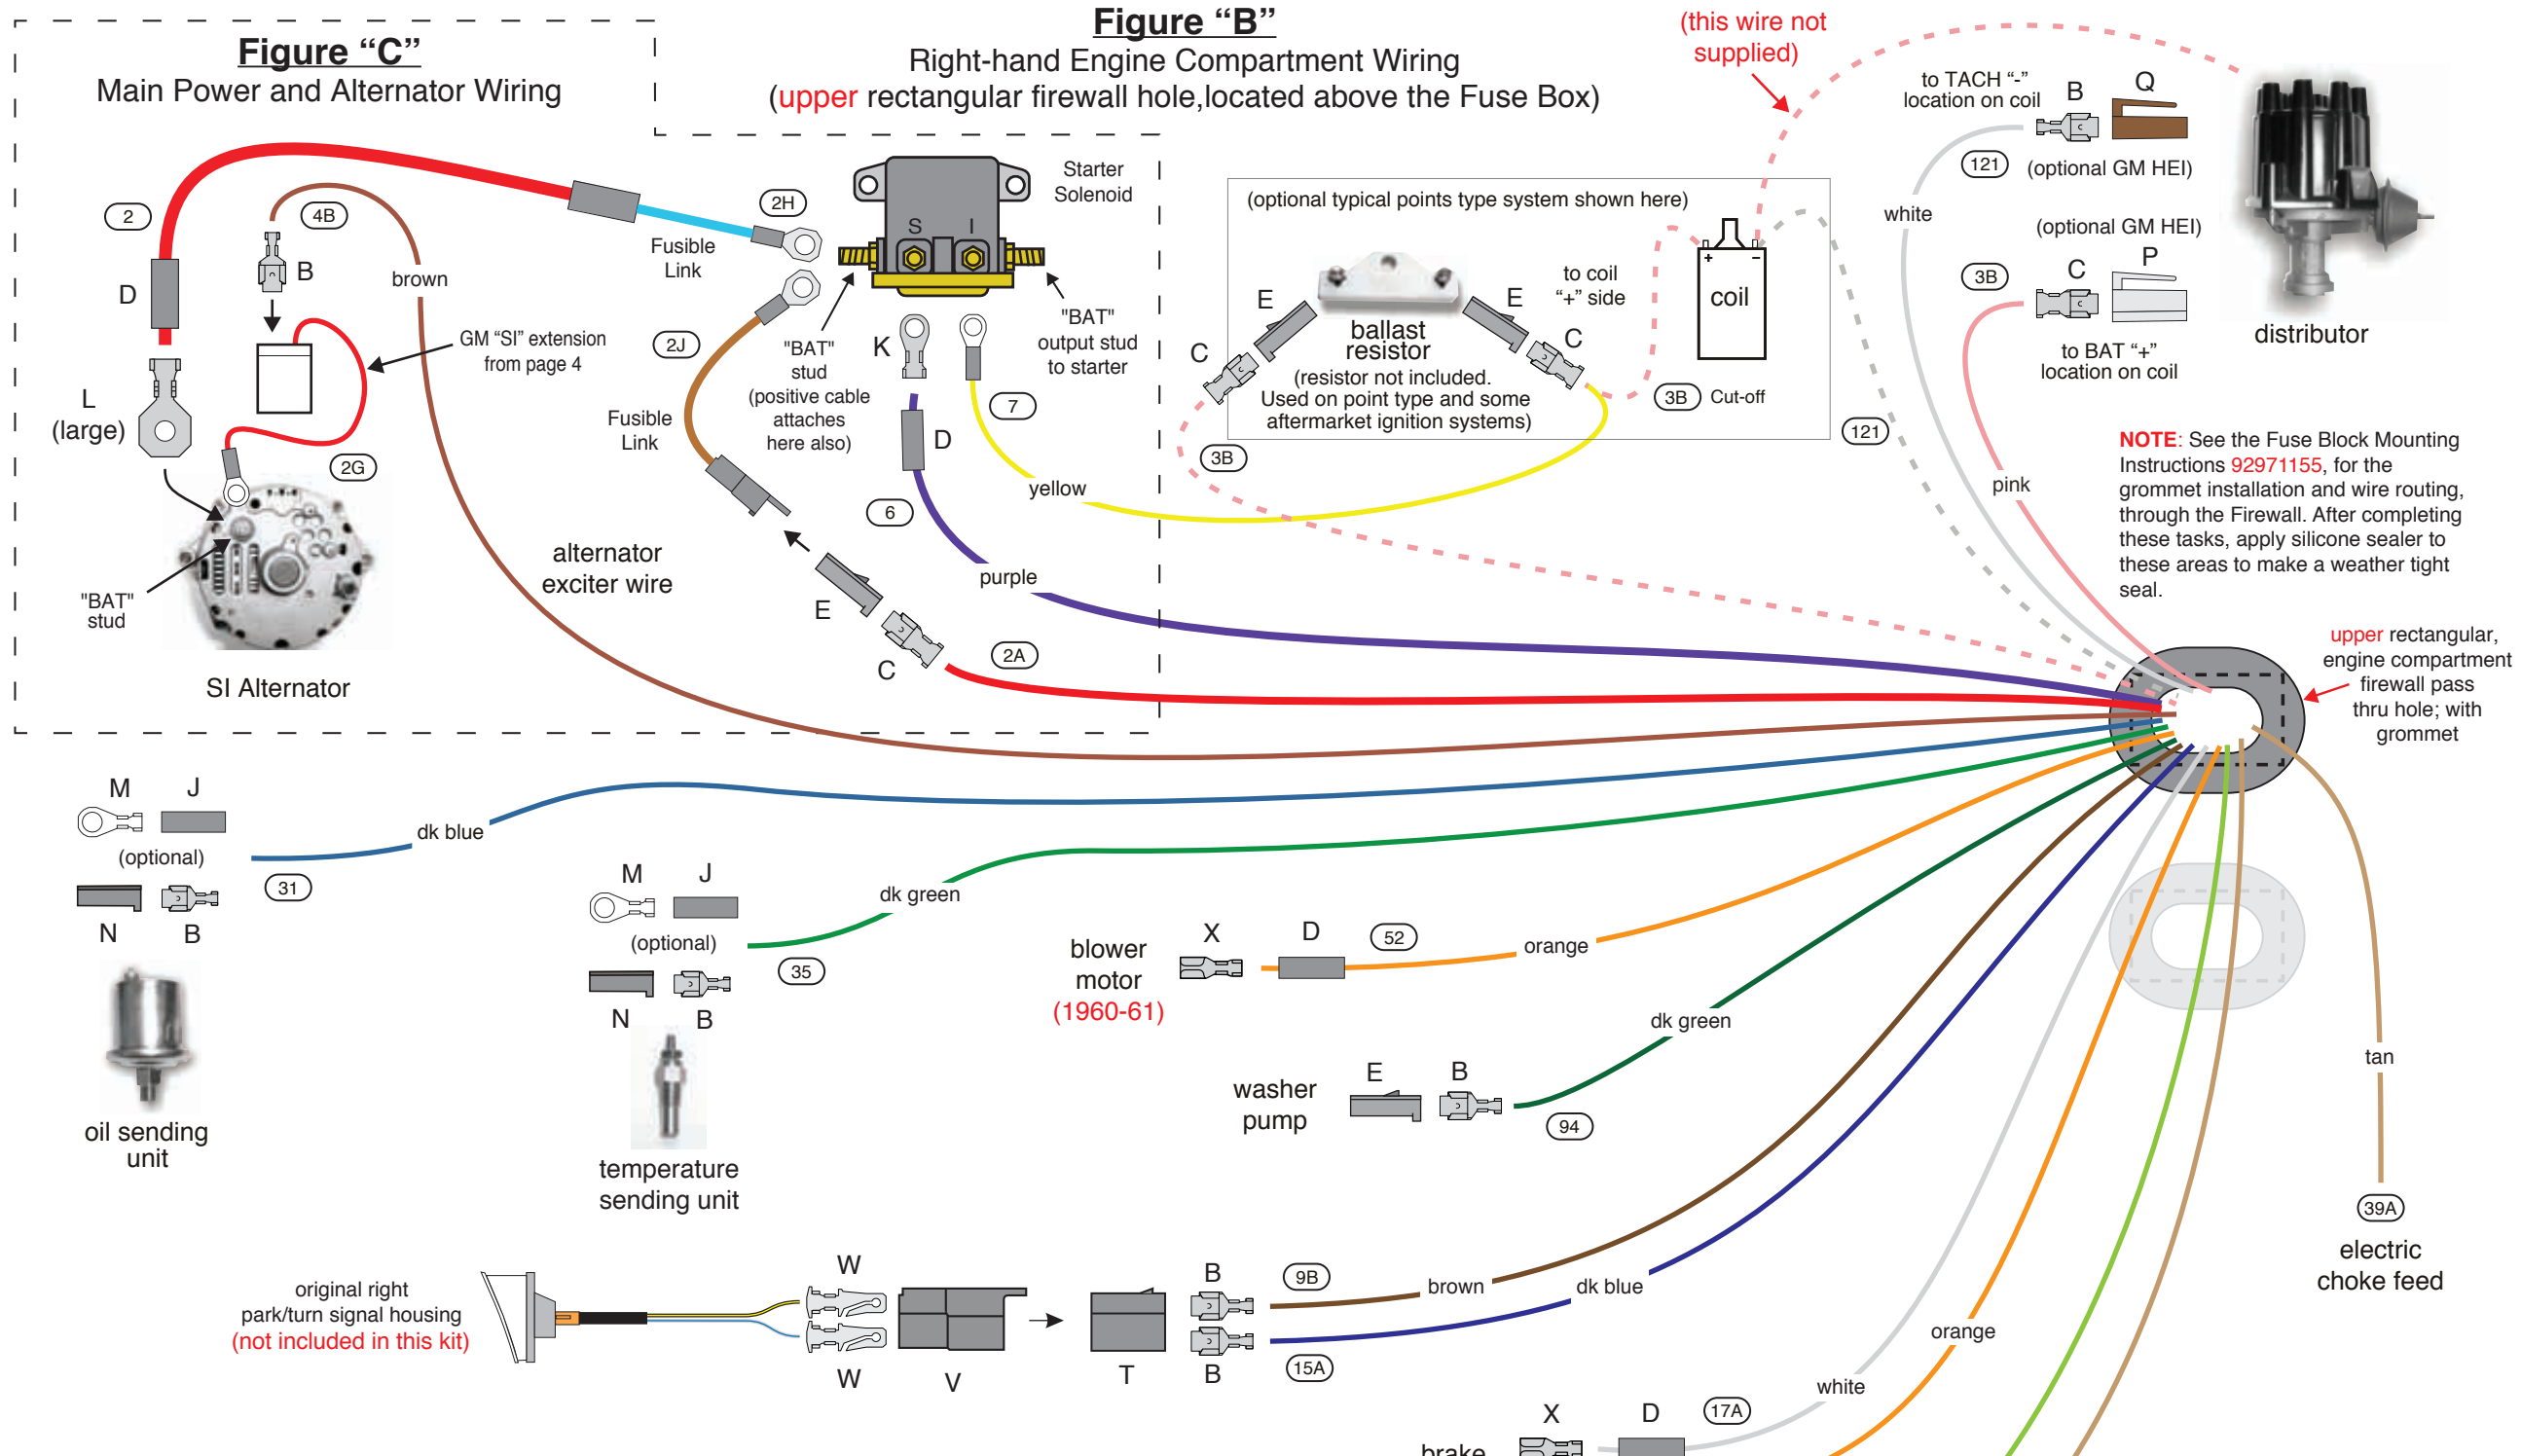 Figure “C”
Main Power and Alternator Wiring
Figure “B”
Right-hand Engine Compartment Wiring
(upper rectangular firewall hole,located above the Fuse Box)
(this wire not
supplied)
2
4B
B
D
brown
GM “SI” extension
from page 4
L
(large)
2G
"BAT"
stud
SI Alternator
Fusible
Link
2H
Starter
Solenoid
S
I
2J
"BAT"
stud
(positive cable
attaches
here also)
"BAT"
output stud
to starter
K
D
7
6
Fusible
Link
yellow
purple
alternator
exciter wire
E
C
2A
(optional typical points type system shown here)
E
C
ballast
resistor
(resistor not included.
Used on point type and some
aftermarket ignition systems)
E
C
to coil
“+” side
+
−
coil
3B
Cut-off
3B
121
to TACH “-”
location on coil
B
Q
121
(optional GM HEI)
white
(optional GM HEI)
3B
C
P
to BAT “+”
location on coil
pink
distributor
NOTE: See the Fuse Block Mounting
Instructions 92971155, for the
grommet installation and wire routing,
through the Firewall. After completing
these tasks, apply silicone sealer to
these areas to make a weather tight
seal.
upper rectangular,
engine compartment
firewall pass
thru hole; with
grommet
M
J
(optional)
N
B
31
dk blue
oil sending
unit
M
J
(optional)
N
B
35
dk green
temperature
sending unit
blower
motor
(1960-61)
X
D
52
orange
washer
pump
E
B
94
dk green
tan
39A
electric
choke feed
original right
park/turn signal housing
(not included in this kit)
W
W
V
T
B
B
9B
15A
brown
dk blue
orange
white
brake
X
D
17A